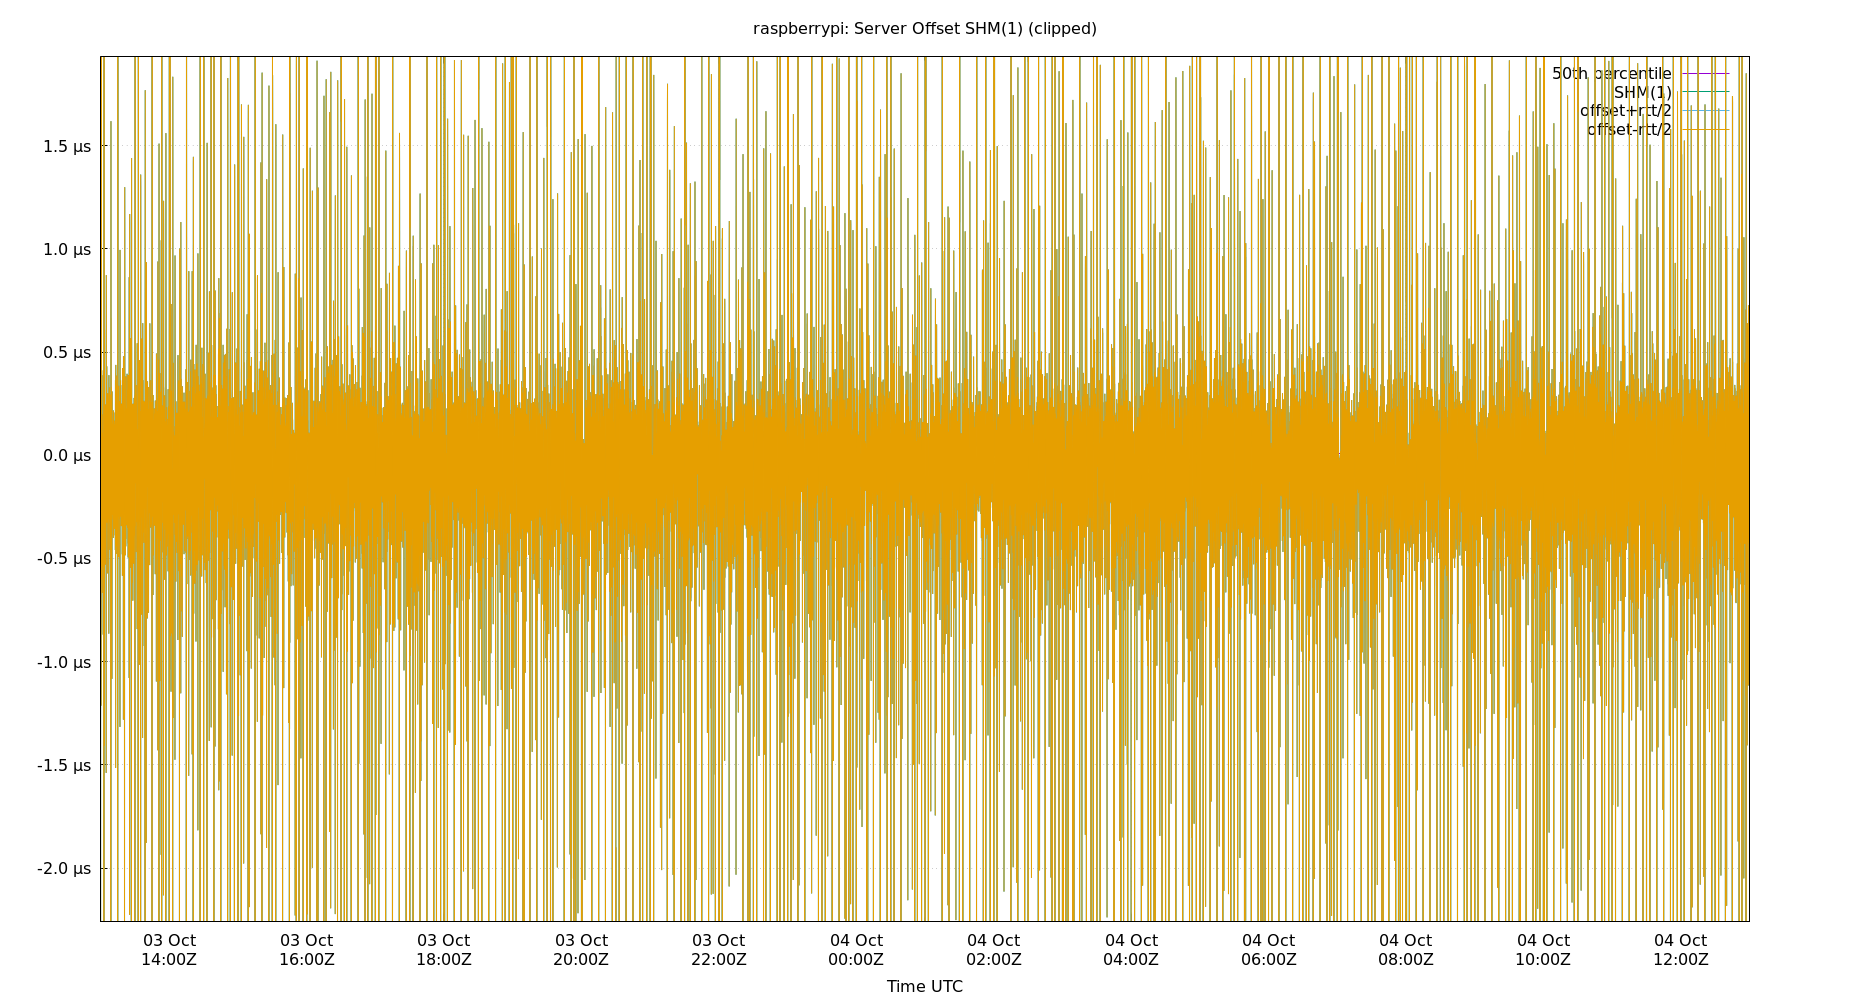 raspberrypi: Server Offset SHM(1) (clipped)
50th percentile
SHM(1)
offset+rtt/2
offset-rtt/2
1.5 µs
1.0 µs
0.5 µs
0.0 µs
-0.5 µs
-1.0 µs
-1.5 µs
-2.0 µs
03 Oct 03 Oct 03 Oct 03 Oct 03 Oct 04 Oct 04 Oct 04 Oct 04 Oct 04 Oct 04 Oct 04 Oct
14:00Z 16:00Z 18:00Z 20:00Z 22:00Z 00:00Z 02:00Z 04:00Z 06:00Z 08:00Z 10:00Z 12:00Z
Time UTC